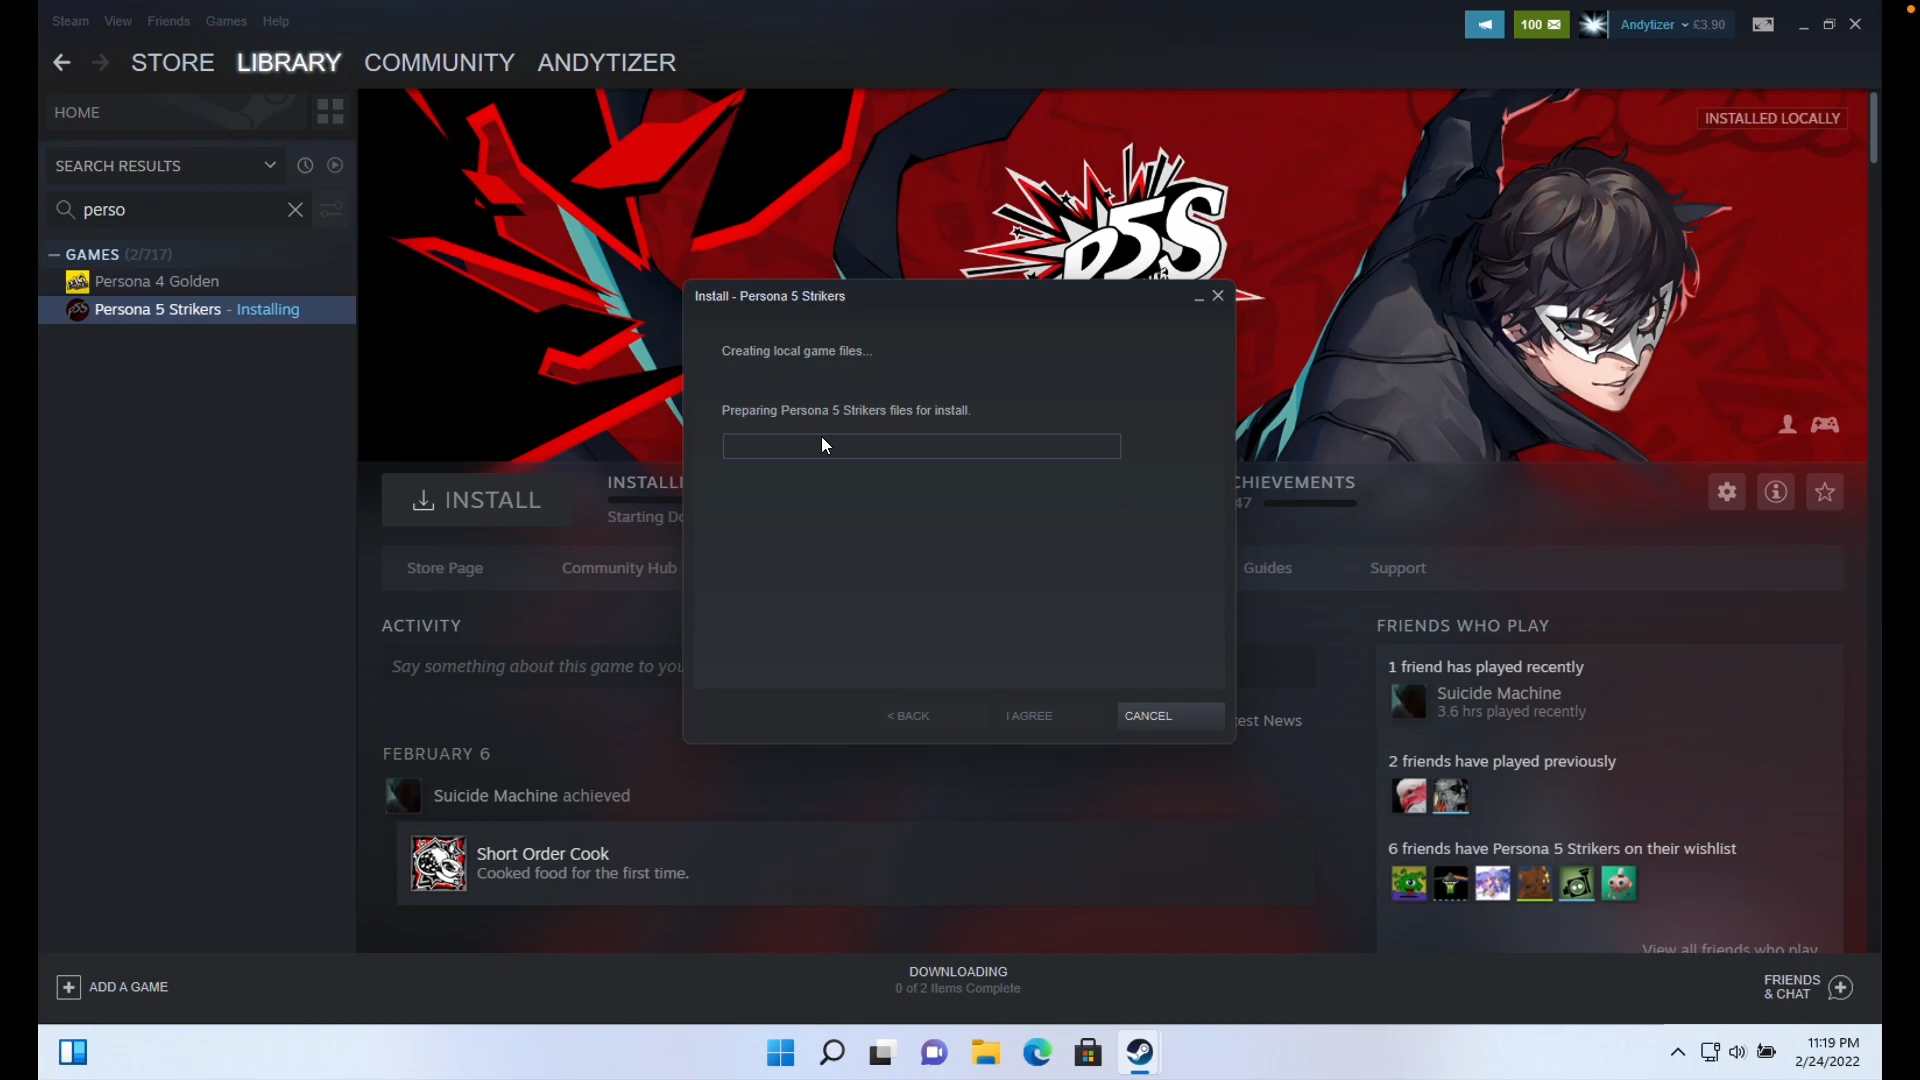 Steam View Friends Games Help
100 Andytizer £3.90
STORE LIBRARY COMMUNITY ANDYTIZER
HOME
INSTALLED LOCALLY
SEARCH RESULTS
perso
GAMES (2/717)
Persona 4 Golden
Persona 5 Strikers - Installing
P5S
Install - Persona 5 Strikers
Creating local game files...
Preparing Persona 5 Strikers files for install.
INSTALL
INSTALLI
Starting Do
CHIEVEMENTS
47
Store Page Community Hub Guides Support
ACTIVITY
Say something about this game to you
FRIENDS WHO PLAY
1 friend has played recently
Suicide Machine
3.6 hrs played recently
< BACK I AGREE CANCEL
test News
FEBRUARY 6
2 friends have played previously
Suicide Machine achieved
Short Order Cook
Cooked food for the first time.
6 friends have Persona 5 Strikers on their wishlist
View all friends who play
ADD A GAME
DOWNLOADING
0 of 2 Items Complete
FRIENDS
& CHAT
11:19 PM
2/24/2022